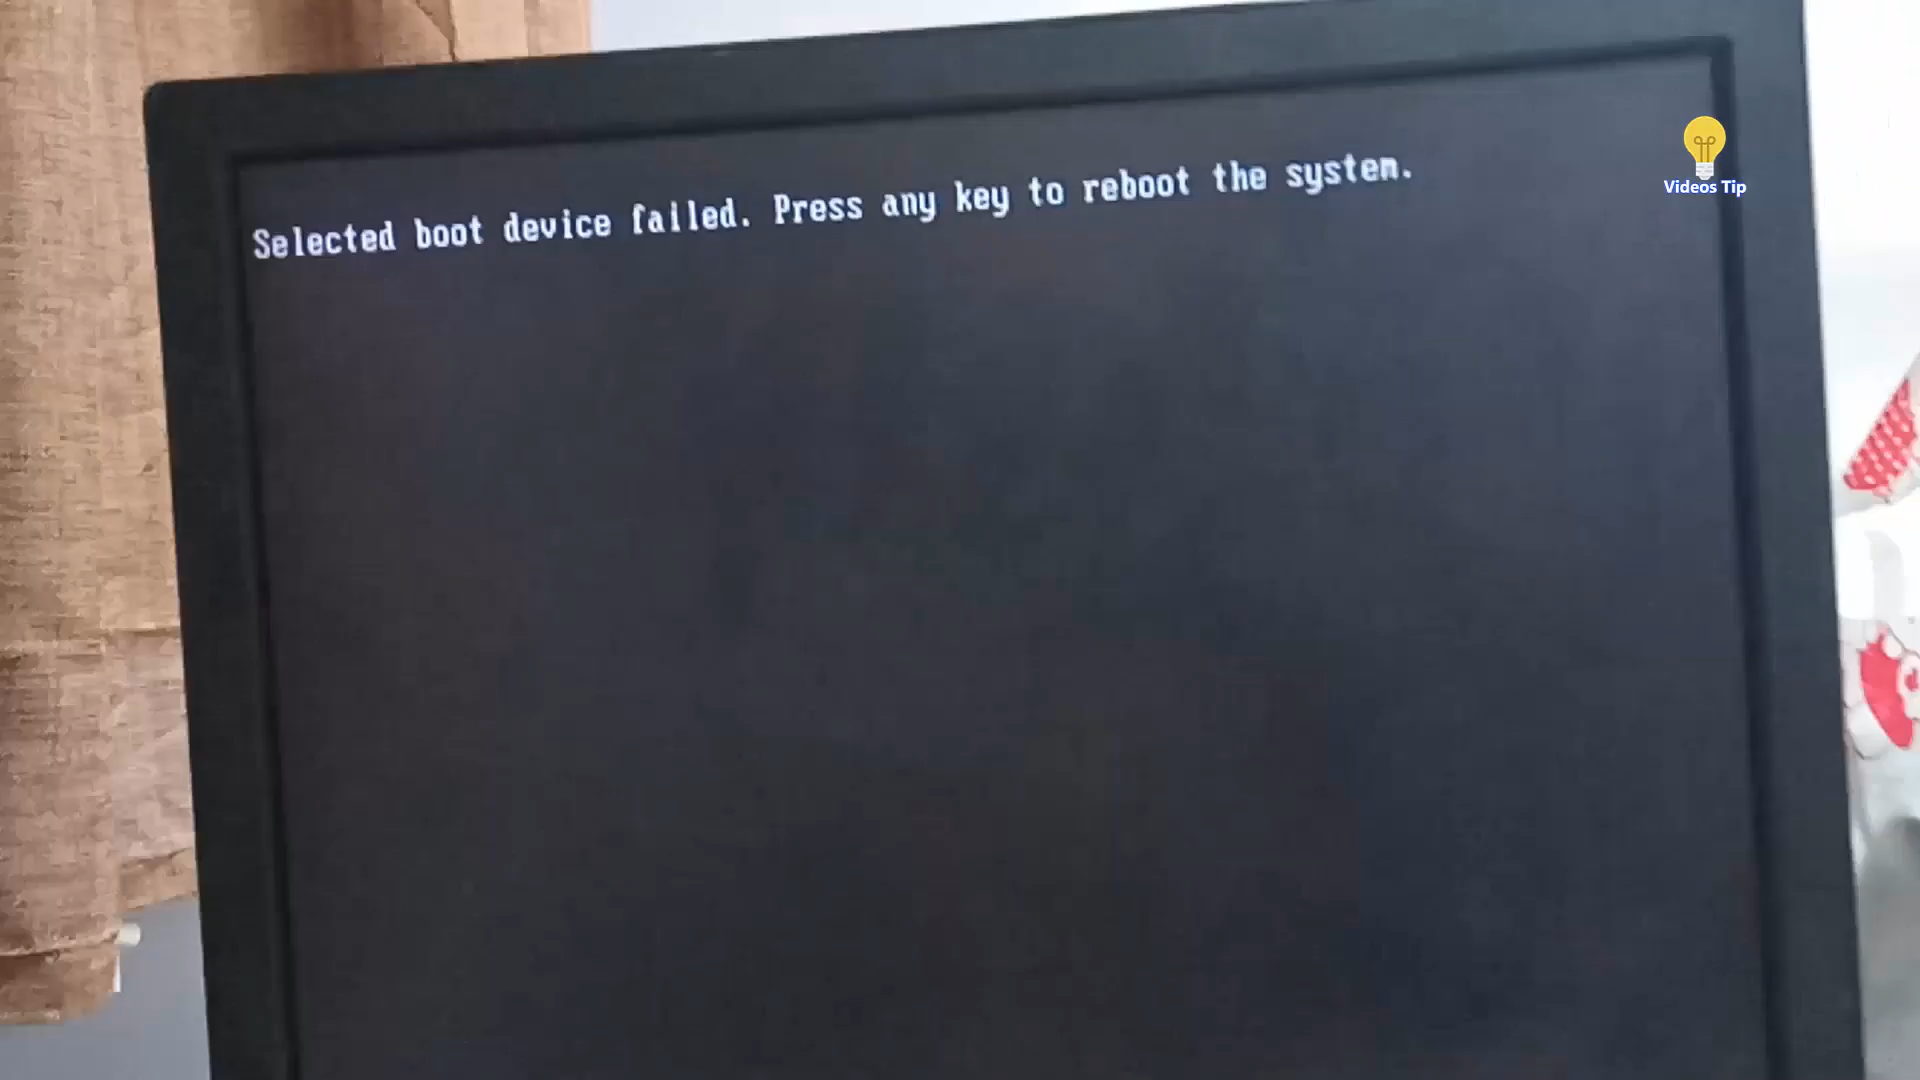 Selected boot device failed. Press any key to reboot the system.
Videos Tip